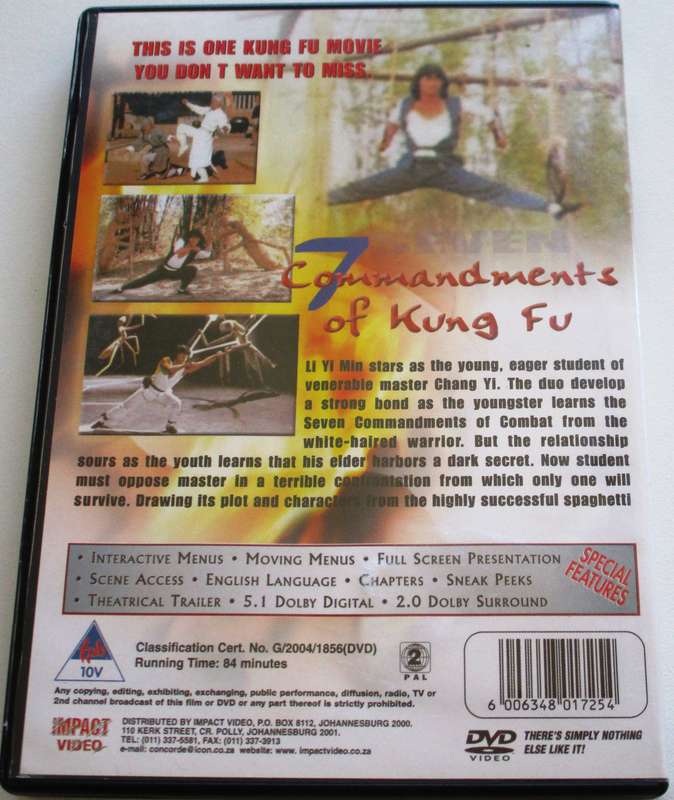 THIS IS ONE KUNG FU MOVIE
YOU DON T WANT TO MISS.
7 SEVEN
Commandments
of Kung Fu
Li Yi Min stars as the young, eager student of
venerable master Chang Yi. The duo develop
a strong bond as the youngster learns the
Seven Commandments of Combat from the
white-haired warrior. But the relationship
sours as the youth learns that his elder harbors a dark secret. Now student
must oppose master in a terrible confrontation from which only one will
survive. Drawing its plot and characters from the highly successful spaghetti
• INTERACTIVE MENUS • MOVING MENUS • FULL SCREEN PRESENTATION
• SCENE ACCESS • ENGLISH LANGUAGE • CHAPTERS • SNEAK PEEKS
• THEATRICAL TRAILER • 5.1 DOLBY DIGITAL • 2.0 DOLBY SURROUND
SPECIAL
FEATURES
10V
Classification Cert. No. G/2004/1856(DVD)
Running Time: 84 minutes
2
PAL
Any copying, editing, exhibiting, exchanging, public performance, diffusion, radio, TV or
2nd channel broadcast of this film or DVD or any part thereof is strictly prohibited.
6 006348 017254
IMPACT
VIDEO
DISTRIBUTED BY IMPACT VIDEO, P.O. BOX 8112, JOHANNESBURG 2000.
110 KERK STREET, CR. POLLY, JOHANNESBURG 2001.
TEL: (011) 337-5581, FAX: (011) 337-3913
e-mail: concorde@icon.co.za website: www.impactvideo.co.za
DVD
VIDEO
THERE'S SIMPLY NOTHING
ELSE LIKE IT!